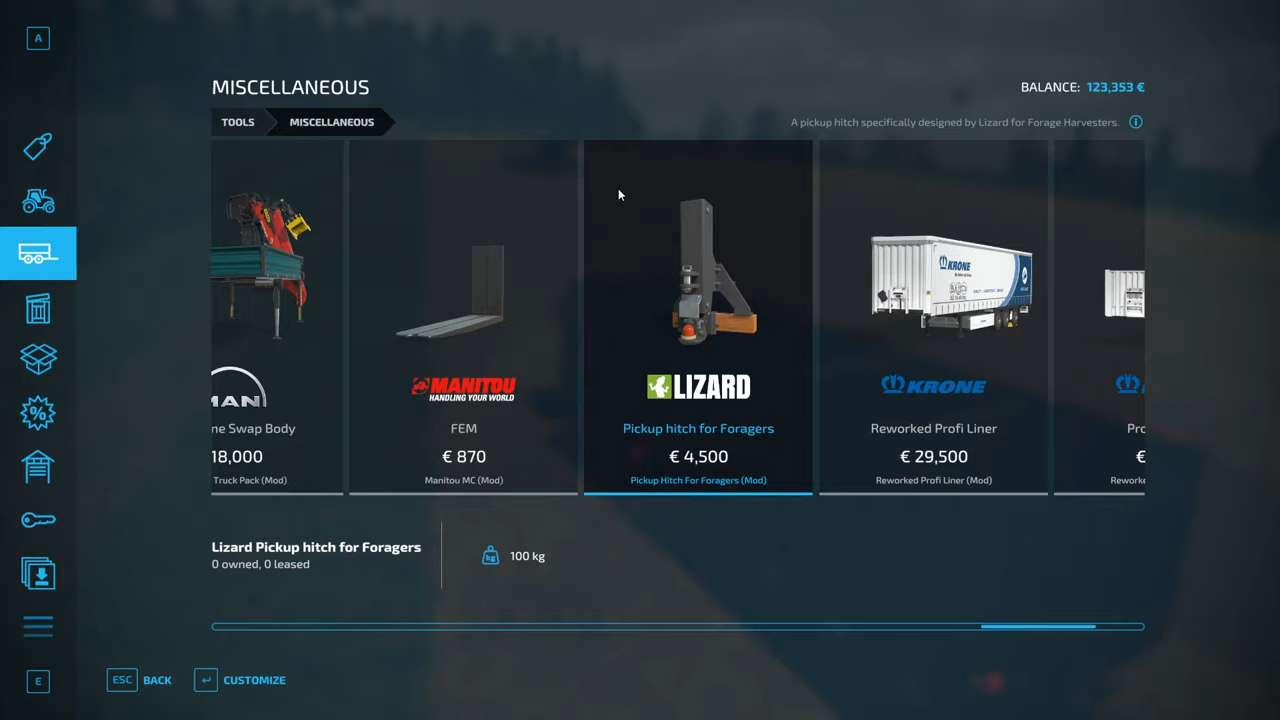 A
MISCELLANEOUS
BALANCE: 123,353 €
TOOLS
MISCELLANEOUS
A pickup hitch specifically designed by Lizard for Forage Harvesters.
MAN
ne Swap Body
18,000
Truck Pack (Mod)
MANITOU
HANDLING YOUR WORLD
FEM
€ 870
Manitou MC (Mod)
LIZARD
Pickup hitch for Foragers
€ 4,500
Pickup Hitch For Foragers (Mod)
KRONE
KRONE
Reworked Profi Liner
€ 29,500
Reworked Profi Liner (Mod)
Pro
€
Reworke
Lizard Pickup hitch for Foragers
0 owned, 0 leased
kg
100 kg
%
E
ESC BACK
CUSTOMIZE